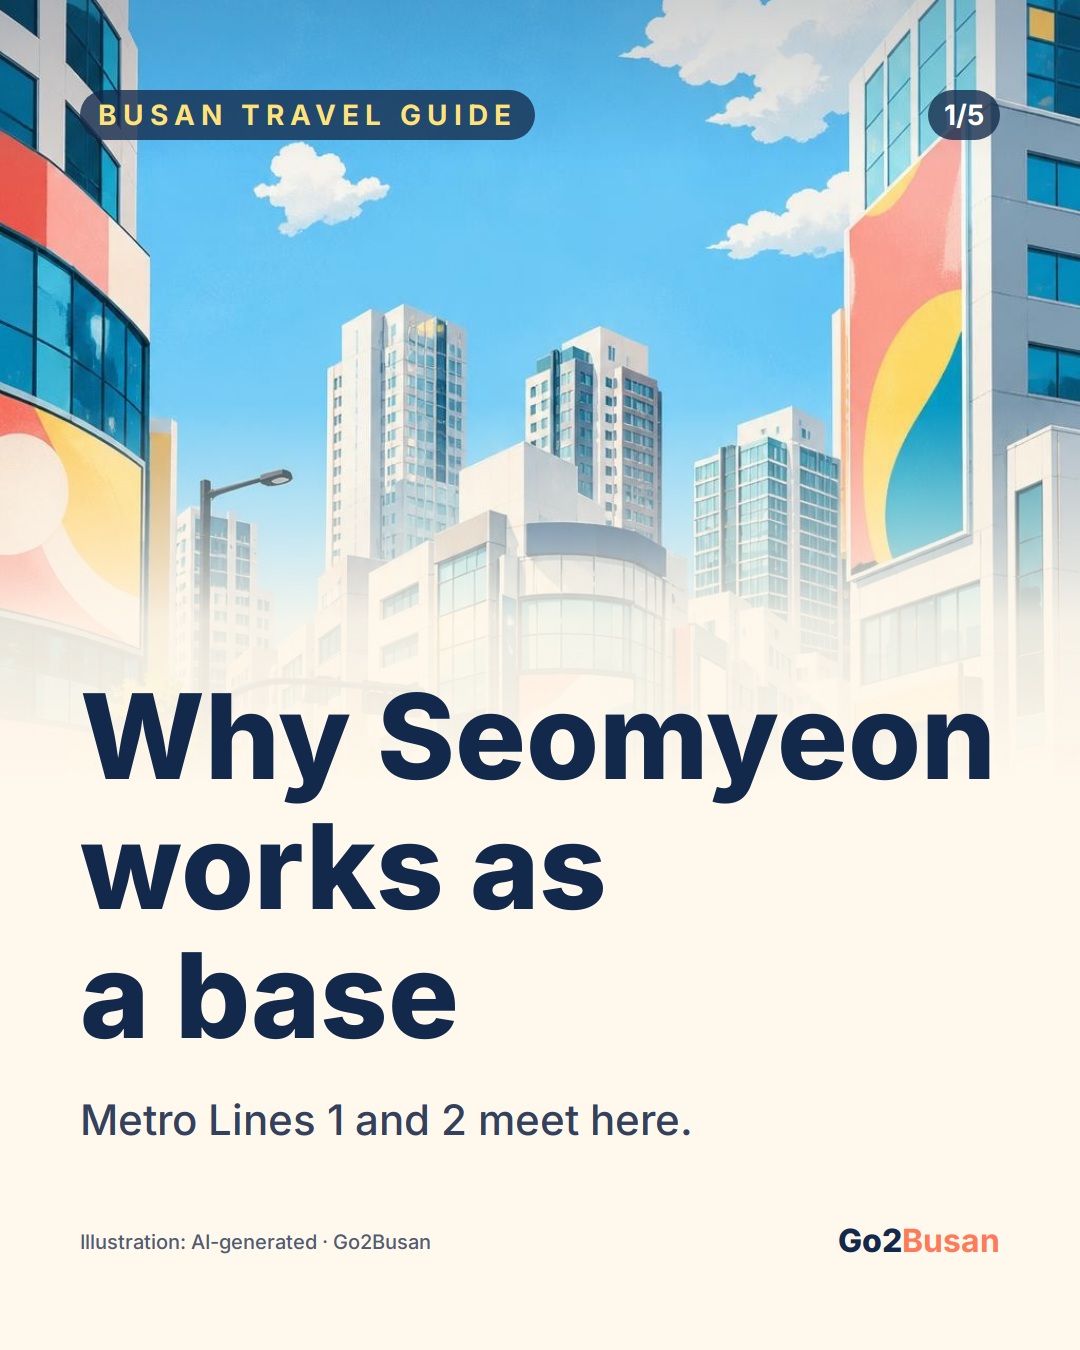 BUSAN TRAVEL GUIDE
1/5
Why Seomyeon
works as
a base
Metro Lines 1 and 2 meet here.
Illustration: AI-generated · Go2Busan
Go2Busan